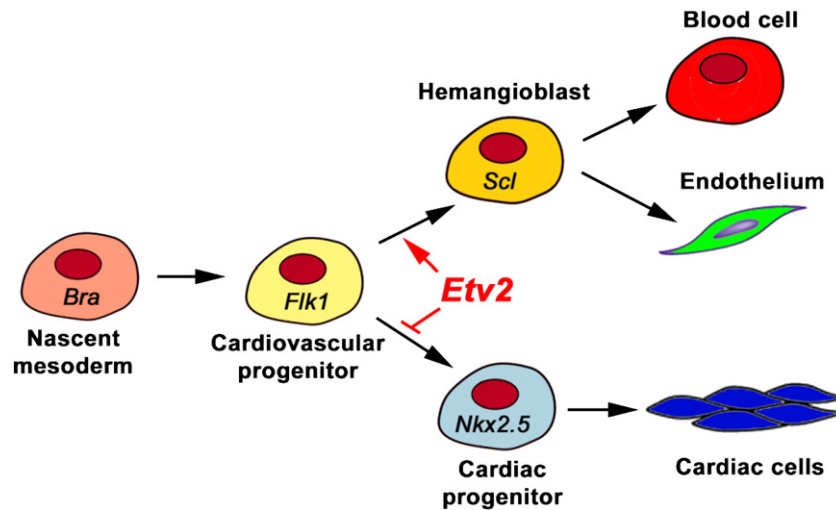 Blood cell
Hemangioblast
Scl
Endothelium
Bra
Flk1
Etv2
Nascent
mesoderm
Cardiovascular
progenitor
Nkx2.5
Cardiac
progenitor
Cardiac cells